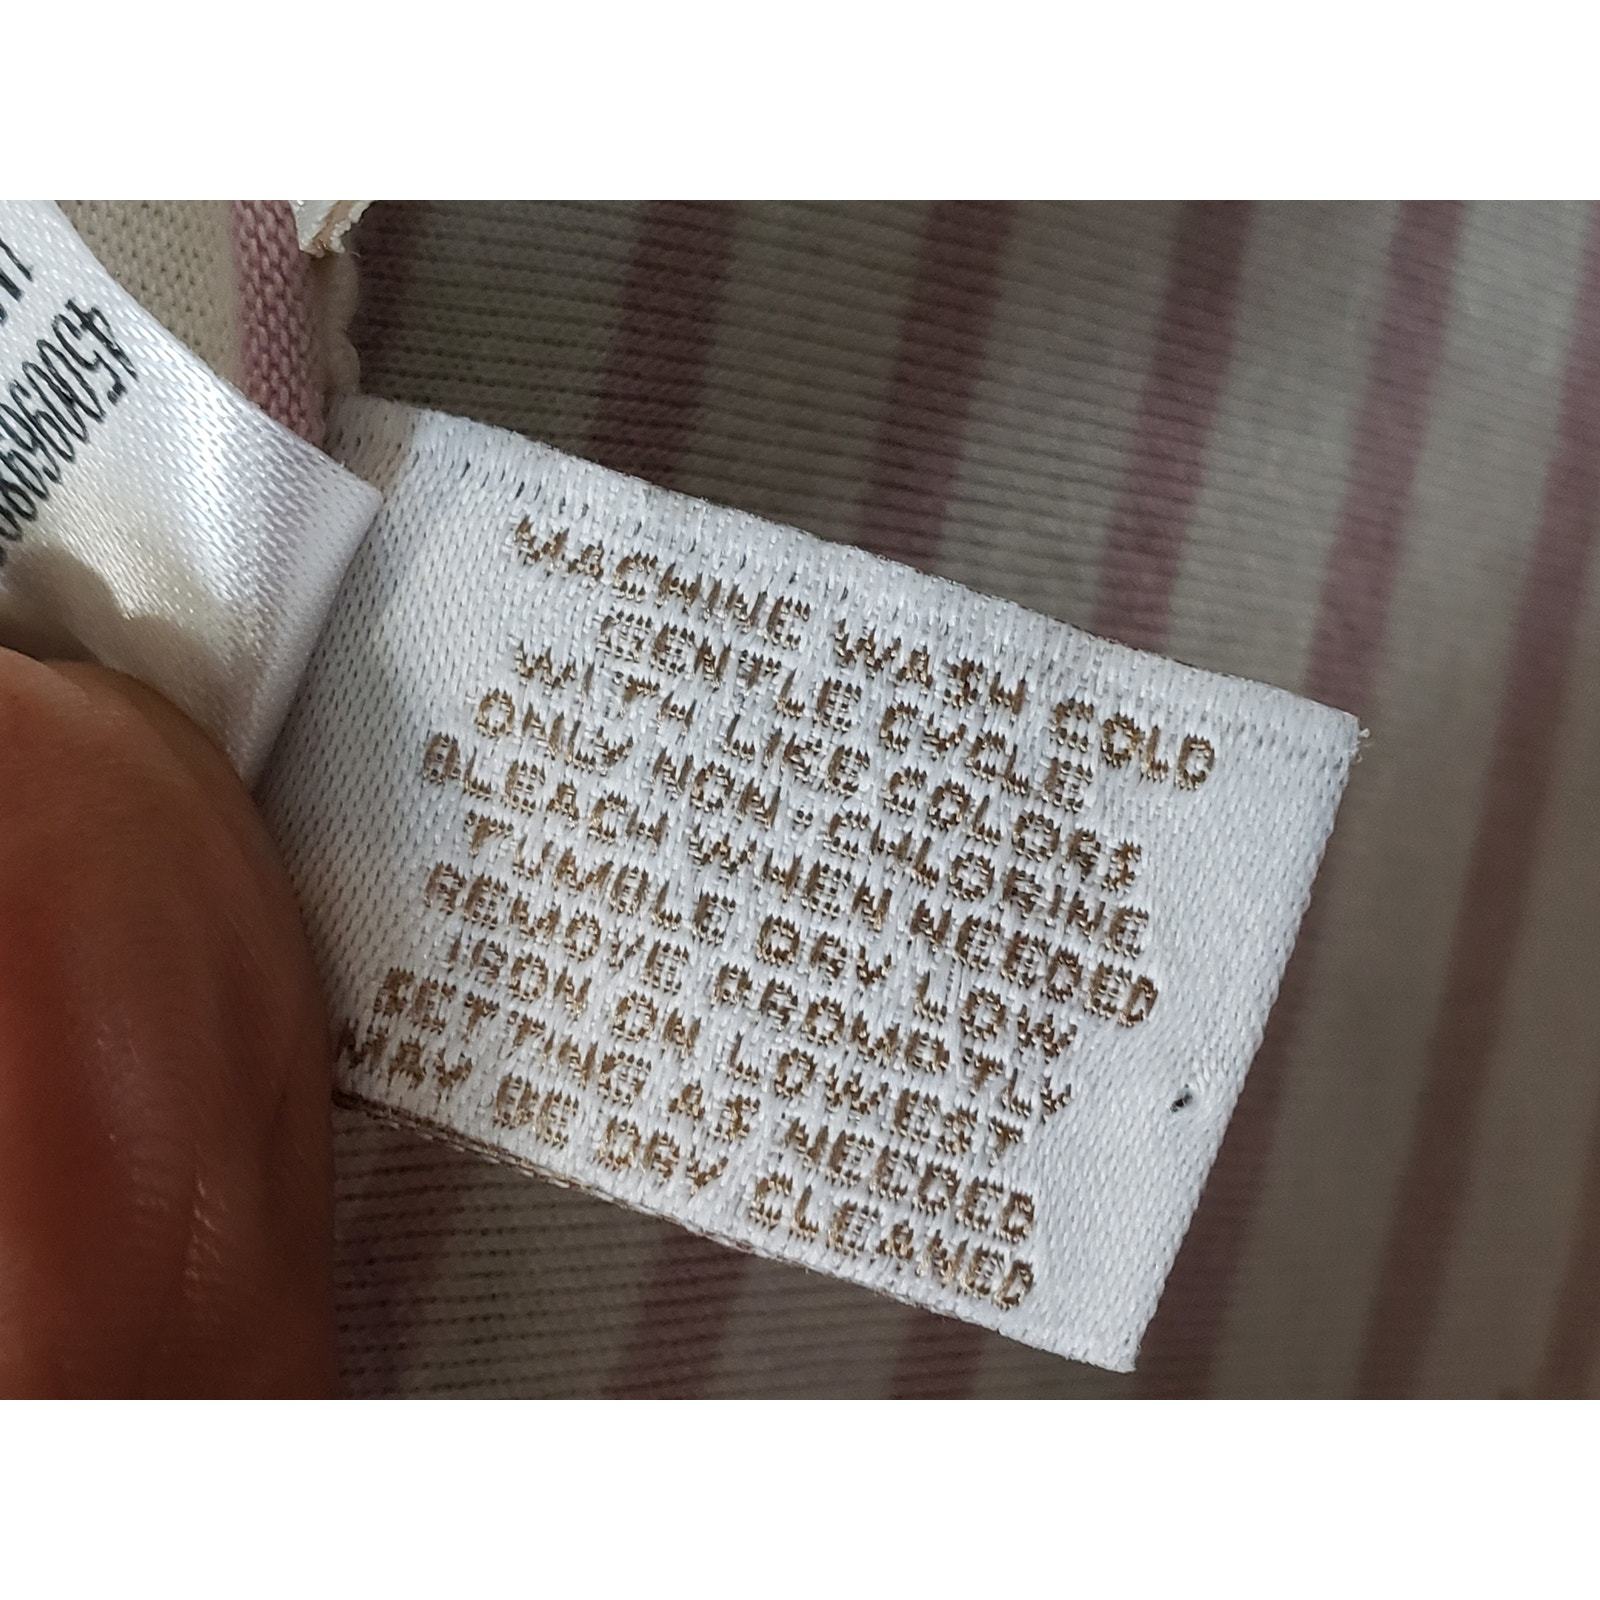 MACHINE WASH COLD
GENTLE CYCLE
WITH LIKE COLORS
ONLY NON-CHLORINE
BLEACH WHEN NEEDED
TUMBLE DRY LOW
REMOVE PROMPTLY
IRON ON LOWEST
SETTING AS NEEDED
MAY BE DRY CLEANED